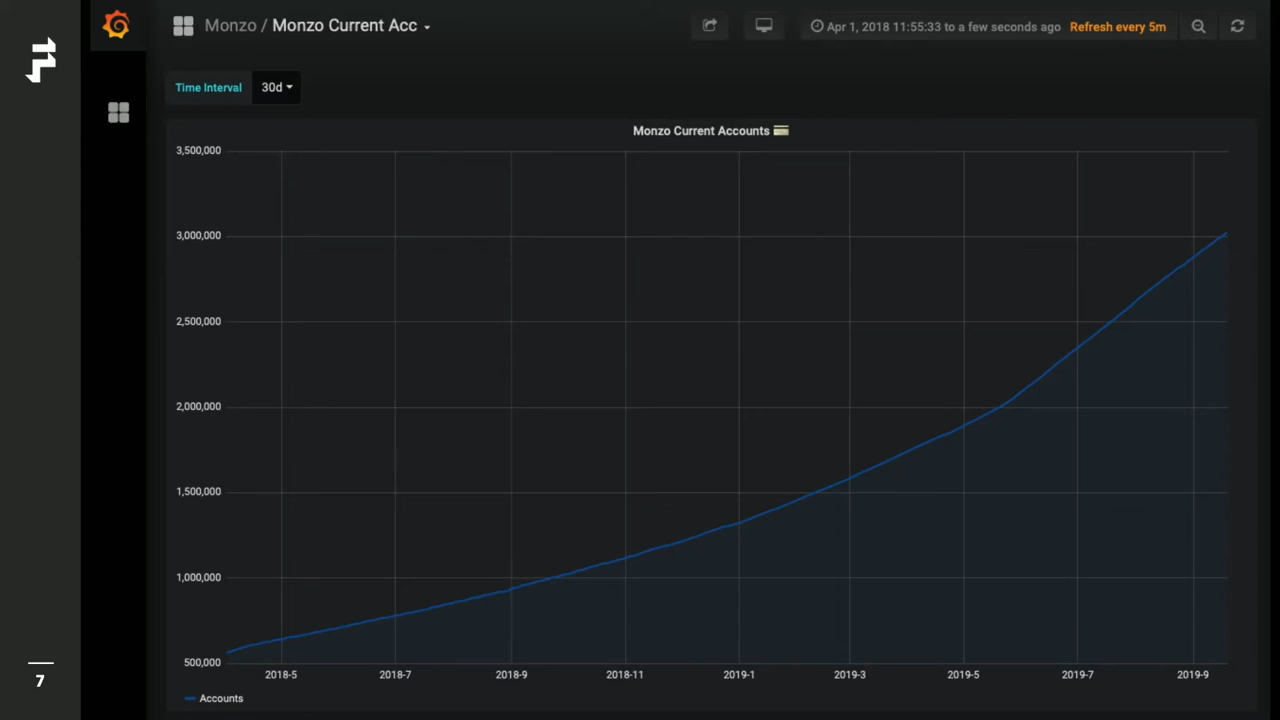 Monzo / Monzo Current Acc
Apr 1, 2018 11:55:33 to a few seconds ago Refresh every 5m
Time Interval 30d
Monzo Current Accounts
3,500,000
3,000,000
2,500,000
2,000,000
1,500,000
1,000,000
500,000
2018-5 2018-7 2018-9 2018-11 2019-1 2019-3 2019-5 2019-7 2019-9
Accounts
7